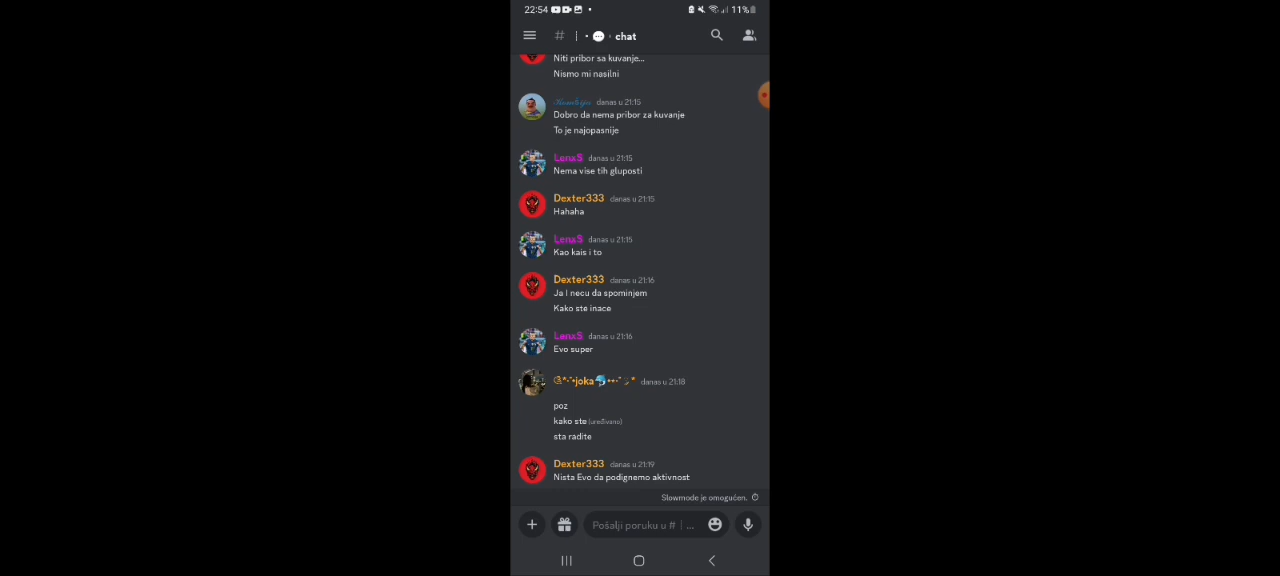 22:54
11%
# | • 💬 • chat
Niti pribor sa kuvanje...
Nismo mi nasilni
danas u 21:15
Dobro da nema pribor za kuvanje
To je najopasnije
LenxS danas u 21:15
Nema vise tih gluposti
Dexter333 danas u 21:15
Hahaha
LenxS danas u 21:15
Kao kais i to
Dexter333 danas u 21:16
Ja I necu da spominjem
Kako ste inace
LenxS danas u 21:16
Evo super
joka🐬 danas u 21:18
poz
kako ste (uređivano)
sta radite
Dexter333 danas u 21:19
Nista Evo da podignemo aktivnost
Slowmode je omogućen.
Pošalji poruku u # | ...